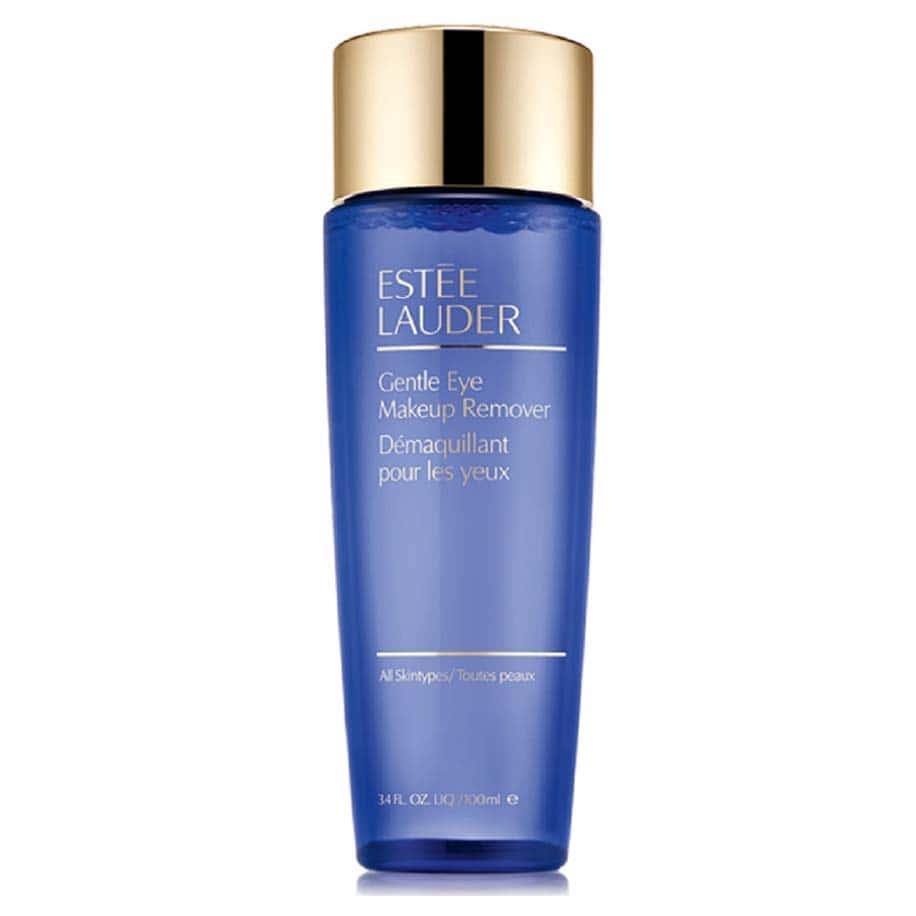 ESTĒE
LAUDER
Gentle Eye
Makeup Remover
Démaquillant
pour les yeux
All Skintypes/Toutes peaux
3.4 FL. OZ. LIQ./100ml ℮